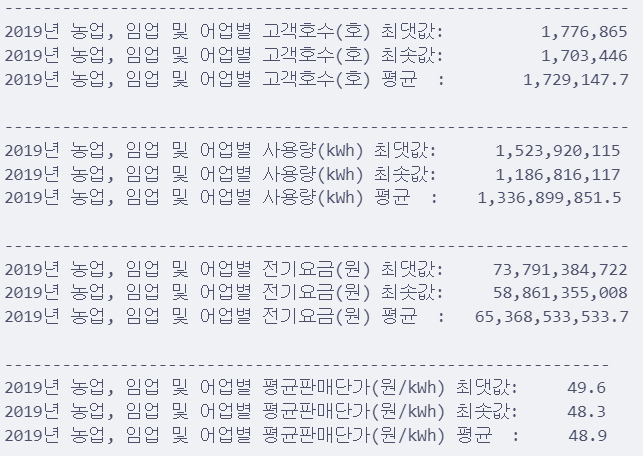 --------------------------------------------------------------
2019년 농업, 임업 및 어업별 고객호수(호) 최댓값: 1,776,865
2019년 농업, 임업 및 어업별 고객호수(호) 최솟값: 1,703,446
2019년 농업, 임업 및 어업별 고객호수(호) 평균 : 1,729,147.7
--------------------------------------------------------------
2019년 농업, 임업 및 어업별 사용량(kWh) 최댓값: 1,523,920,115
2019년 농업, 임업 및 어업별 사용량(kWh) 최솟값: 1,186,816,117
2019년 농업, 임업 및 어업별 사용량(kWh) 평균 : 1,336,899,851.5
--------------------------------------------------------------
2019년 농업, 임업 및 어업별 전기요금(원) 최댓값: 73,791,384,722
2019년 농업, 임업 및 어업별 전기요금(원) 최솟값: 58,861,355,008
2019년 농업, 임업 및 어업별 전기요금(원) 평균 : 65,368,533,533.7
------------------------------------------------------------
2019년 농업, 임업 및 어업별 평균판매단가(원/kWh) 최댓값: 49.6
2019년 농업, 임업 및 어업별 평균판매단가(원/kWh) 최솟값: 48.3
2019년 농업, 임업 및 어업별 평균판매단가(원/kWh) 평균 : 48.9